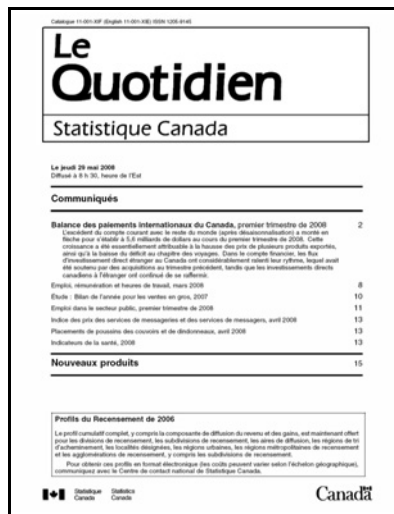 Catalogue 11-001-XIF (English 11-001-XIE) ISSN 1205-9145
Le
Quotidien
Statistique Canada
Le jeudi 29 mai 2008
Diffusé à 8 h 30, heure de l'Est
Communiqués
Balance des paiements internationaux du Canada, premier trimestre de 2008 2
L'excédent du compte courant avec le reste du monde (après désaisonnalisation) a monté en
flèche pour s'établir à 5,6 milliards de dollars au cours du premier trimestre de 2008. Cette
croissance a été essentiellement attribuable à la hausse des prix de plusieurs produits exportés,
ainsi qu'à la baisse du déficit au chapitre des voyages. Dans le compte financier, les flux
d'investissement direct étranger au Canada ont considérablement ralenti leur rythme, lequel avait
été soutenu par des acquisitions au trimestre précédent, tandis que les investissements directs
canadiens à l'étranger ont continué de se raffermir.
Emploi, rémunération et heures de travail, mars 2008 8
Étude : Bilan de l'année pour les ventes en gros, 2007 10
Emploi dans le secteur public, premier trimestre de 2008 11
Indice des prix des services de messageries et des services de messagers, avril 2008 13
Placements de poussins des couvoirs et de dindonneaux, avril 2008 13
Indicateurs de la santé, 2008 13
Nouveaux produits 15
Profils du Recensement de 2006
Le profil cumulatif complet, y compris la composante de diffusion du revenu et des gains, est maintenant offert
pour les divisions de recensement, les subdivisions de recensement, les aires de diffusion, les régions de tri
d'acheminement, les localités désignées, les régions urbaines, les régions métropolitaines de recensement
et les agglomérations de recensement, y compris les subdivisions de recensement.
Pour obtenir ces profils en format électronique (les coûts peuvent varier selon l'échelon géographique),
communiquez avec le Centre de contact national de Statistique Canada.
Statistique Statistics
Canada Canada
Canada